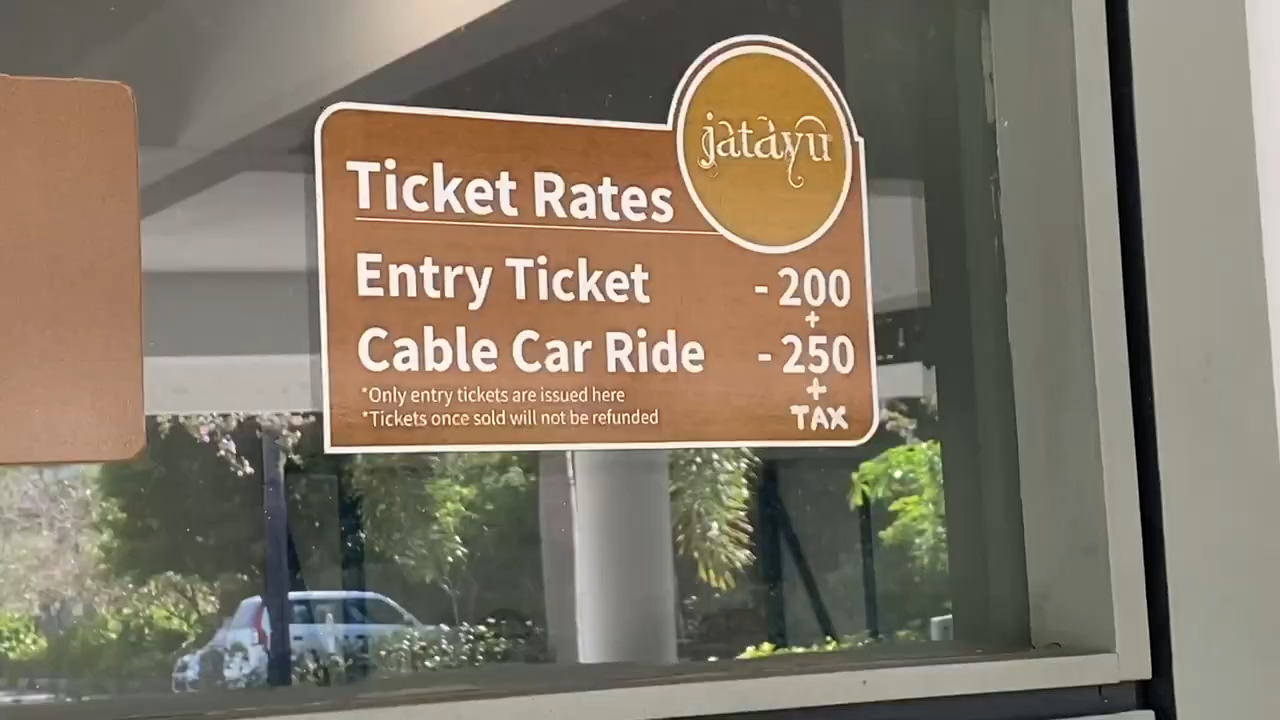 jatayu
Ticket Rates
Entry Ticket - 200
+
Cable Car Ride - 250
+
*Only entry tickets are issued here
*Tickets once sold will not be refunded
TAX